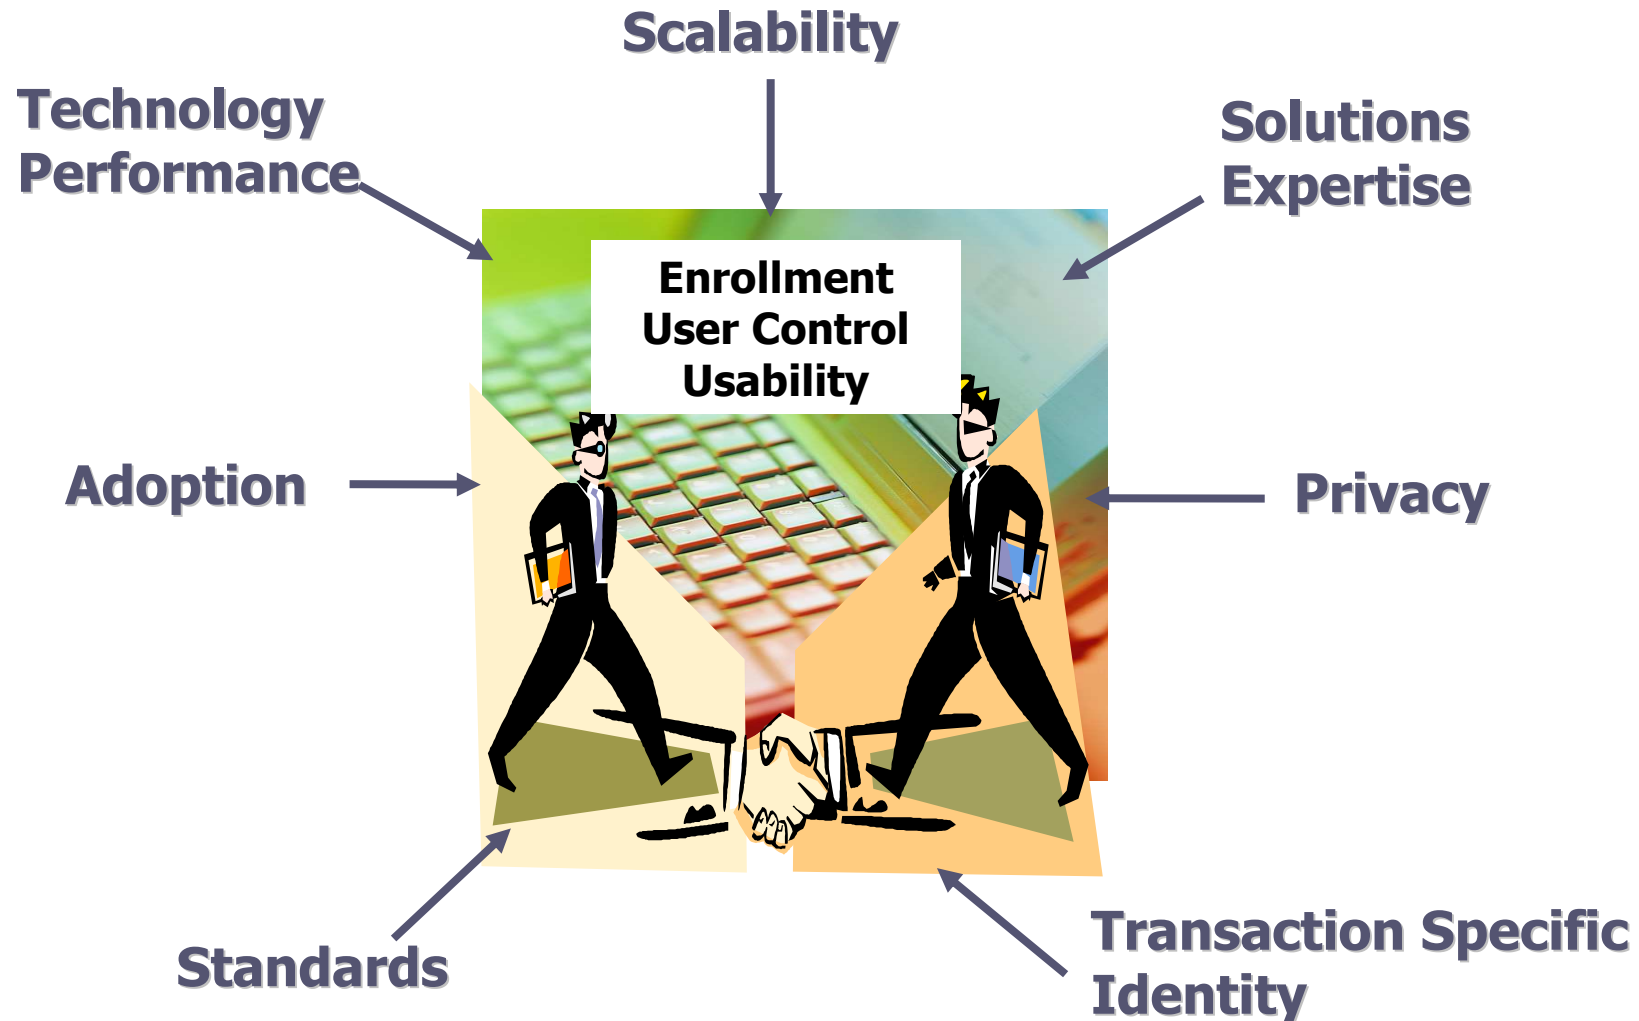 Scalability
Technology
Performance
Solutions
Expertise
Enrollment
User Control
Usability
Adoption
Privacy
Standards
Transaction Specific
Identity